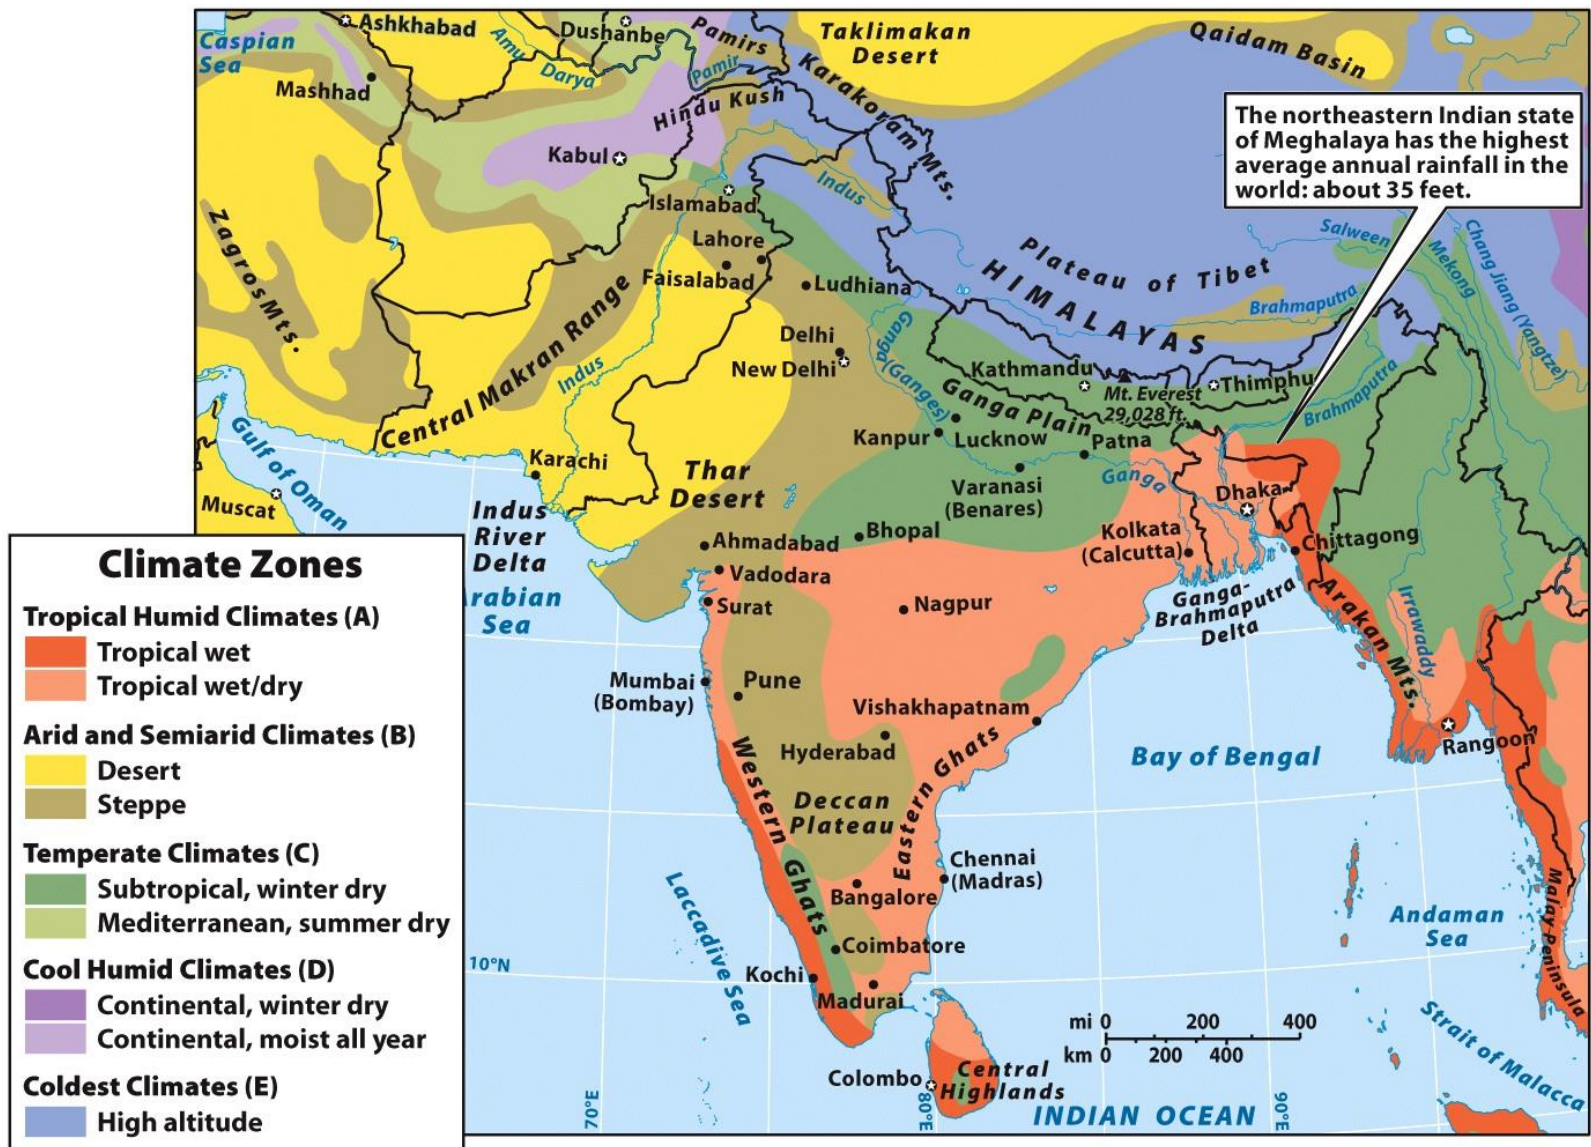 Caspian
Sea
Ashkhabad
Amu
Darya
Dushanbe
Pamirs
Pamir
Taklimakan
Desert
Qaidam Basin
Mashhad
Hindu Kush
Karakoram Mts.
Kabul
The northeastern Indian state
of Meghalaya has the highest
average annual rainfall in the
world: about 35 feet.
Islamabad
Indus
Lahore
Faisalabad
Ludhiana
Zagros Mts.
Plateau of Tibet
HIMALAYAS
Salween
Mekong
Chang Jiang (Yangtze)
Brahmaputra
Central Makran Range
Indus
Delhi
New Delhi
Ganga (Ganges)
Kathmandu
Mt. Everest
29,028 ft.
Thimphu
Brahmaputra
Ganga Plain
Kanpur
Lucknow
Patna
Gulf of Oman
Muscat
Karachi
Thar
Desert
Varanasi
(Benares)
Ganga
Dhaka
Indus
River
Delta
Ahmadabad
Bhopal
Kolkata
(Calcutta)
Chittagong
Vadodara
Arabian
Sea
Surat
Nagpur
Ganga-
Brahmaputra
Delta
Arakan Mts.
Irrawaddy
Mumbai
(Bombay)
Pune
Vishakhapatnam
Hyderabad
Rangoon
Western Ghats
Eastern Ghats
Bay of Bengal
Deccan
Plateau
Chennai
(Madras)
Bangalore
Laccadive Sea
Andaman
Sea
Malay Peninsula
Coimbatore
10°N
Kochi
Madurai
mi 0 200 400
km 0 200 400
Strait of Malacca
Colombo
Central
Highlands
70°E
80°E
90°E
INDIAN OCEAN
Climate Zones
Tropical Humid Climates (A)
Tropical wet
Tropical wet/dry
Arid and Semiarid Climates (B)
Desert
Steppe
Temperate Climates (C)
Subtropical, winter dry
Mediterranean, summer dry
Cool Humid Climates (D)
Continental, winter dry
Continental, moist all year
Coldest Climates (E)
High altitude